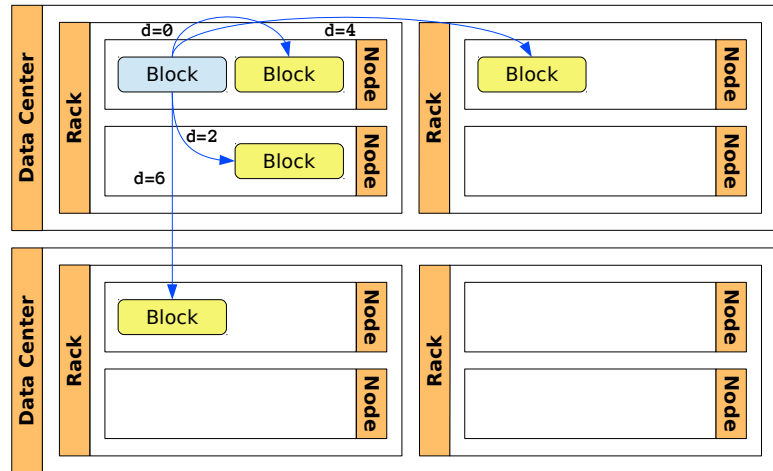 Data Center
Rack
d=0
d=4
Block
Block
Node
d=2
Block
Node
d=6
Rack
Block
Node
Node
Data Center
Rack
Block
Node
Node
Rack
Node
Node